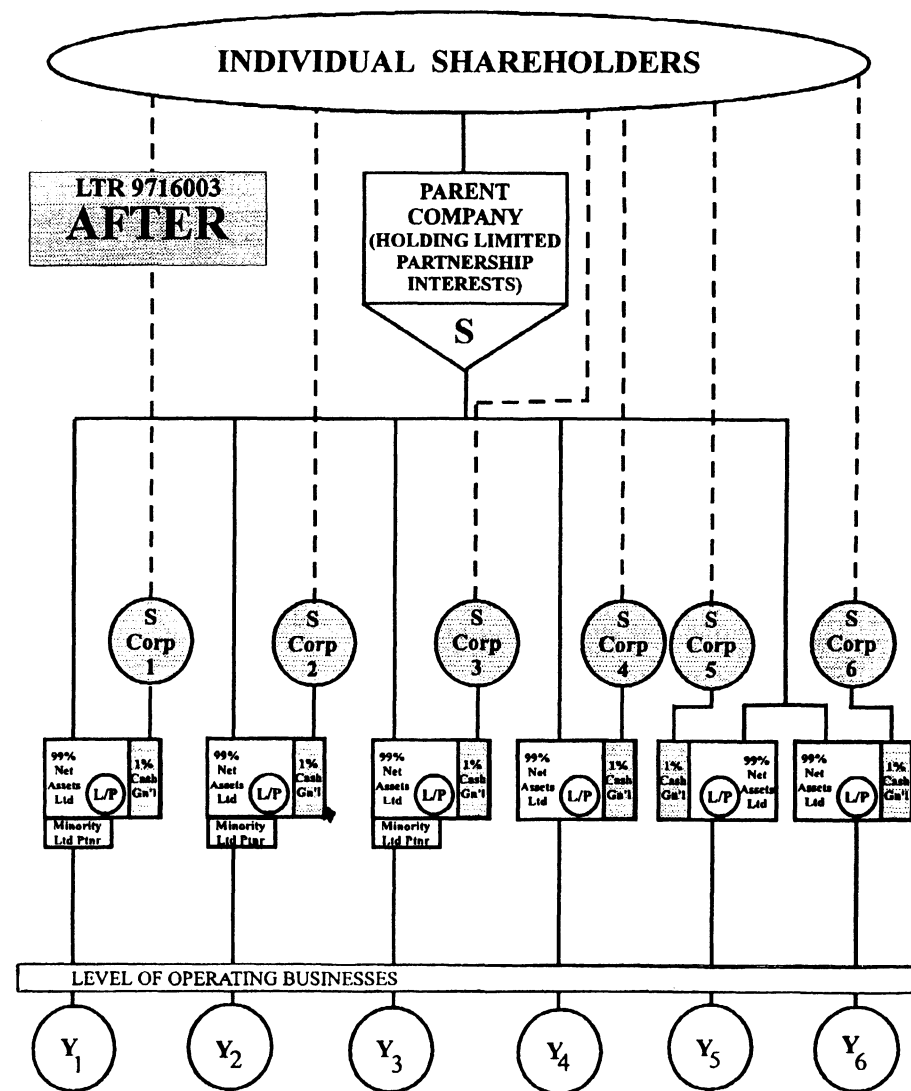 INDIVIDUAL SHAREHOLDERS
LTR 9716003
AFTER
PARENT
COMPANY
(HOLDING LIMITED
PARTNERSHIP
INTERESTS)
S
S
Corp
1
S
Corp
2
S
Corp
3
S
Corp
4
S
Corp
5
S
Corp
6
99%
Net
Assets
Ltd
L/P
1%
Cash
Gn'l
Minority
Ltd Ptnr
99%
Net
Assets
Ltd
L/P
1%
Cash
Gn'l
Minority
Ltd Ptnr
99%
Net
Assets
Ltd
L/P
1%
Cash
Gn'l
Minority
Ltd Ptnr
99%
Net
Assets
Ltd
L/P
1%
Cash
Gn'l
1%
Cash
Gn'l
L/P
99%
Net
Assets
Ltd
99%
Net
Assets
Ltd
L/P
1%
Cash
Gn'l
LEVEL OF OPERATING BUSINESSES
Y1
Y2
Y3
Y4
Y5
Y6